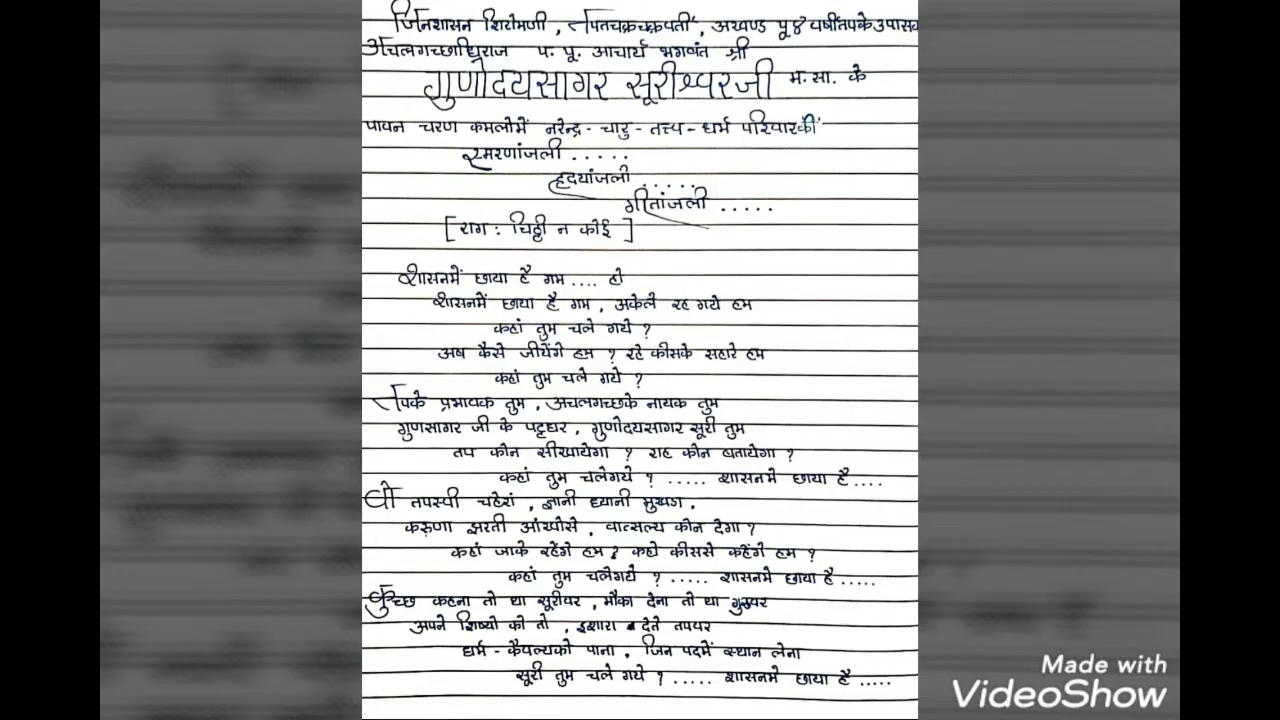 जिनशासन शिरोमणी, तपतचक्रचक्रवर्ती, अखण्ड पू ४ वर्षीतपके उपासक
अचलगच्छाधिराज प. पू. आचार्य भगवंत श्री
गुणोदयसागर सूरीश्वरजी म. सा. के
पावन चरण कमलोमें नरेन्द्र - चारु - तत्त्व - धर्म परिवारकी
स्मरणांजली .....
हृदयांजली .....
गीतांजली .....
[ राग : चिठ्ठी न कोई ]
शासनमें छाया है गम .... हो
शासनमें छाया है गम, अकेले रह गये हम
कहां तुम चले गये ?
अब कैसे जीयेंगे हम ? रहे कीसके सहारे हम
कहां तुम चले गये ?
तपके प्रभावक तुम, अचलगच्छके नायक तुम
गुणसागर जी के पट्टधर, गुणोदयसागर सूरी तुम
तप कोन सीखायेगा ? राह कोन बतायेगा ?
कहां तुम चलेगये ? ..... शासनमे छाया है ....
वो तपस्वी चहेरां, ज्ञानी ध्यानी
करुणा झरती आंखोसे, वात्सल्य कोन देगा ?
कहां जाके रहेंगे हम ? कहो कीससे कहेंगे हम ?
कहां तुम चलेगये ? ..... शासनमे छाया है .....
कुच्छ कहना तो था सूरीवर, मौका देना तो था गुरुवर
अपने शिष्यो को तो, इशारा देते तपवर
धर्म - कैवल्यको पाना, जिन पदमें स्थान लेना
सूरी तुम चले गये ? ..... शासनमे छाया है .....
Made with
VideoShow